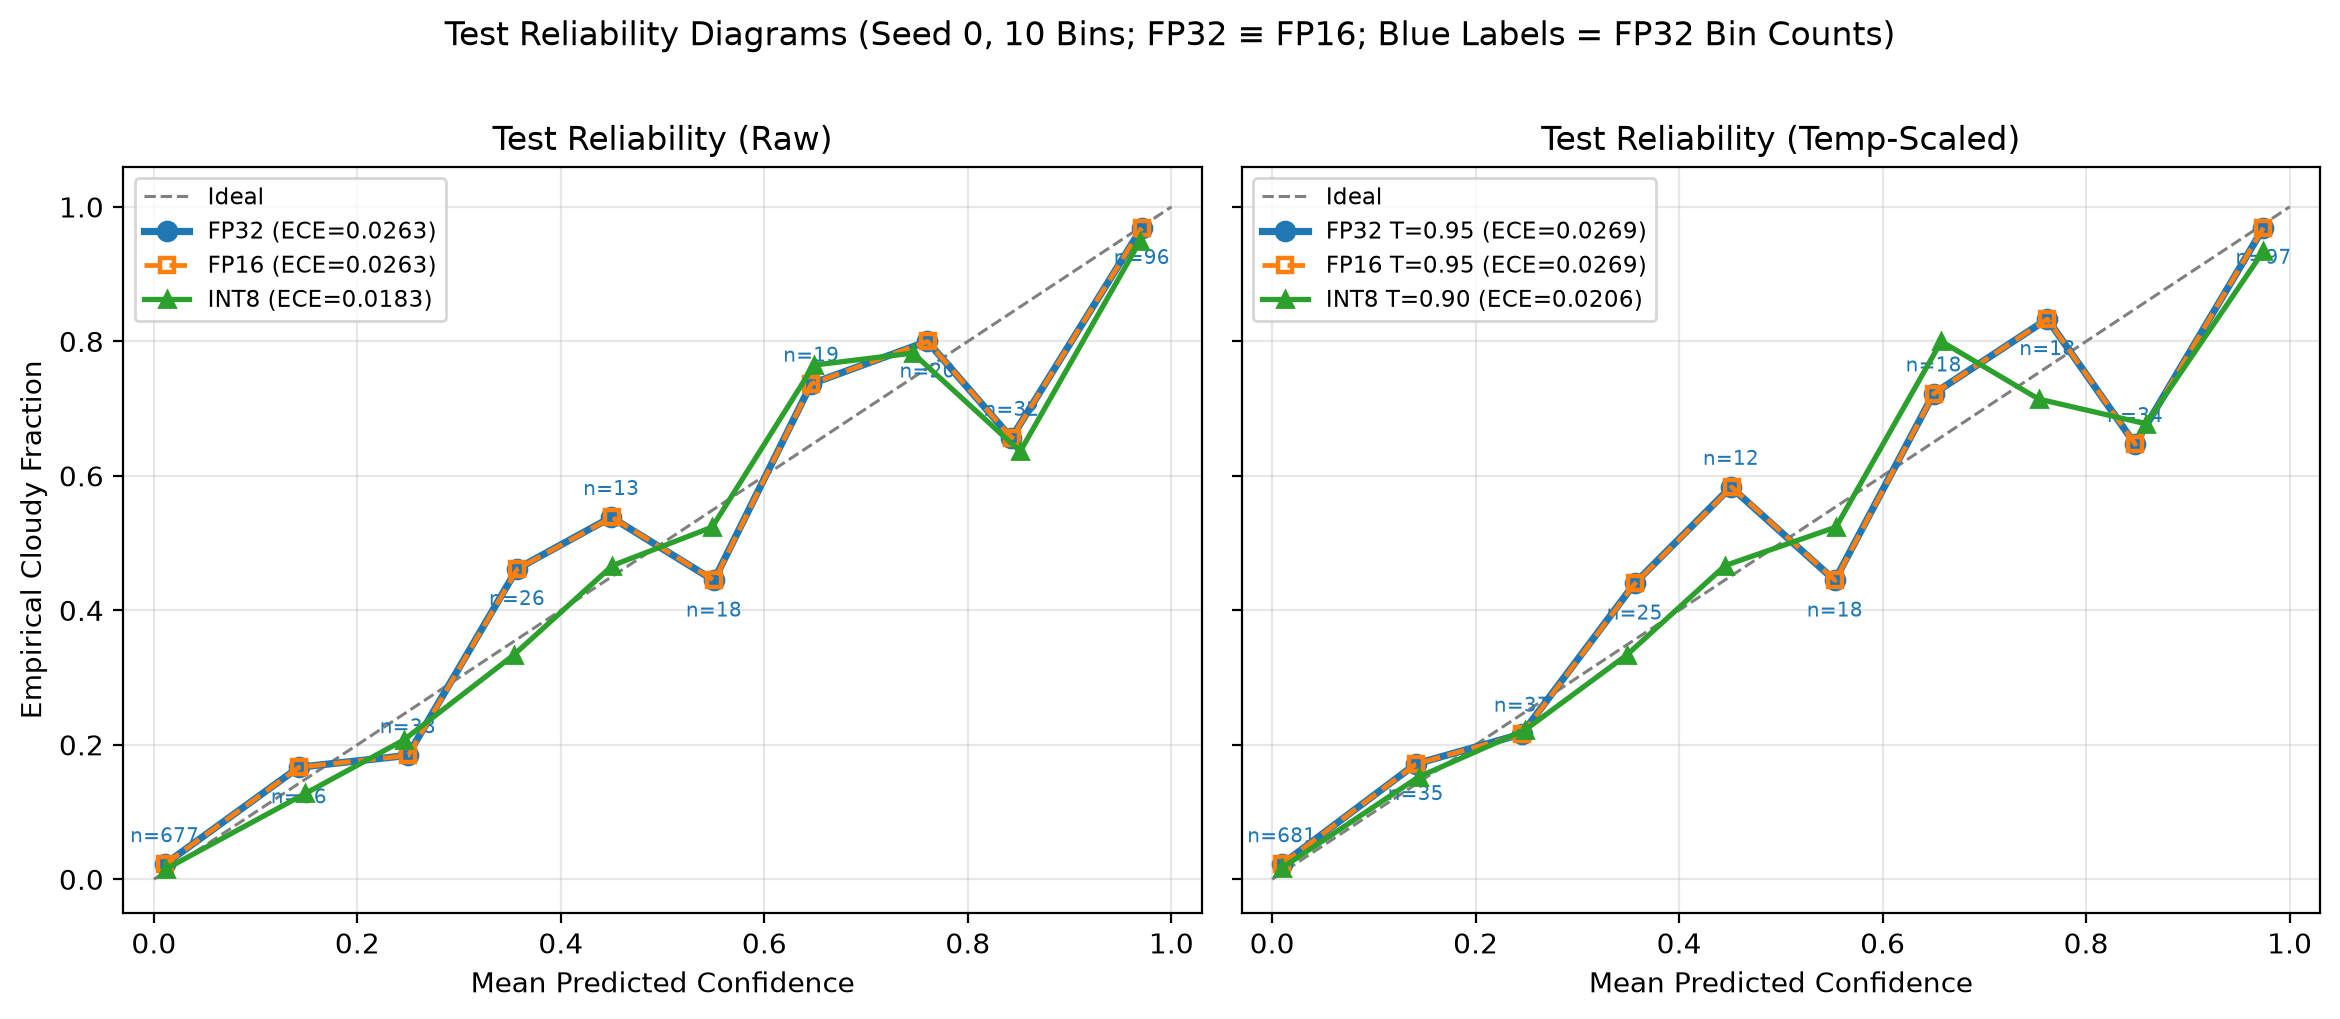 Test Reliability Diagrams (Seed 0, 10 Bins; FP32 ≡ FP16; Blue Labels = FP32 Bin Counts)
Test Reliability (Raw)
Ideal
FP32 (ECE=0.0263)
FP16 (ECE=0.0263)
INT8 (ECE=0.0183)
Empirical Cloudy Fraction
1.0
0.8
0.6
0.4
0.2
0.0
n=677
n=26
n=13
n=18
n=19
n=32
n=96
0.0 0.2 0.4 0.6 0.8 1.0
Mean Predicted Confidence
Test Reliability (Temp-Scaled)
Ideal
FP32 T=0.95 (ECE=0.0269)
FP16 T=0.95 (ECE=0.0269)
INT8 T=0.90 (ECE=0.0206)
n=681
n=35
n=37
n=25
n=12
n=18
n=18
n=34
n=97
0.0 0.2 0.4 0.6 0.8 1.0
Mean Predicted Confidence